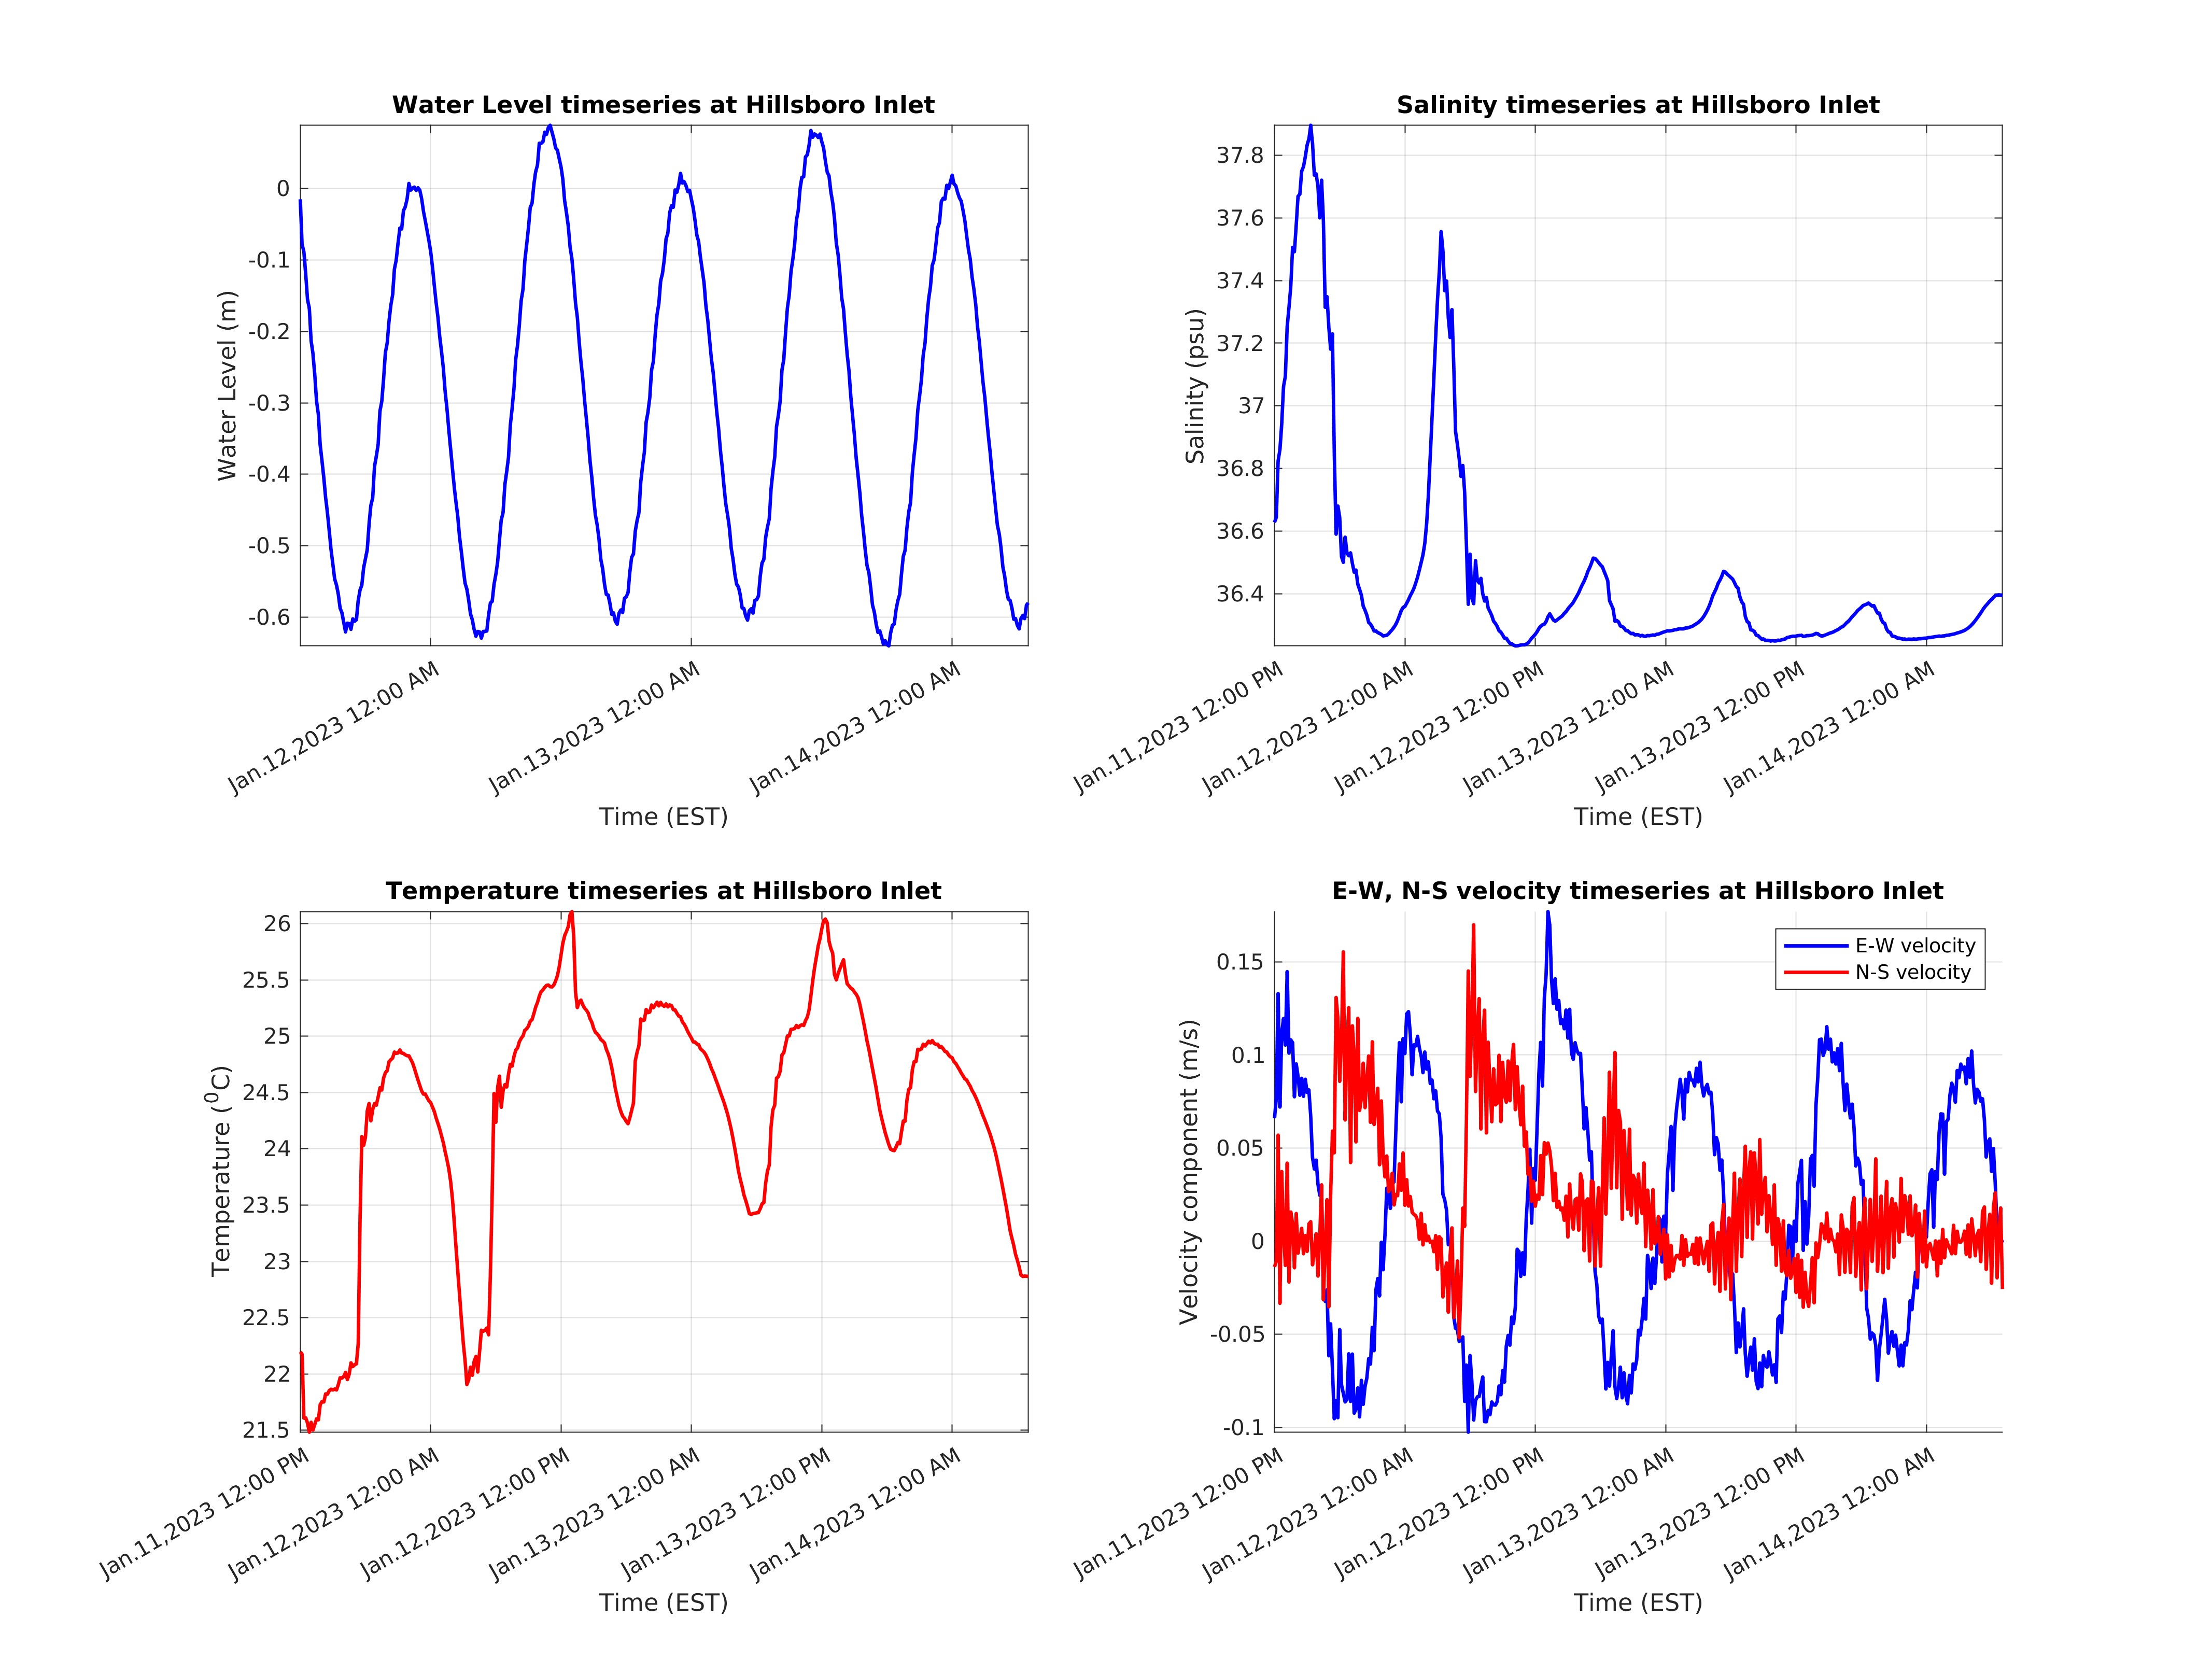 Water Level timeseries at Hillsboro Inlet
Water Level (m)
0
-0.1
-0.2
-0.3
-0.4
-0.5
-0.6
Jan.12,2023 12:00 AM
Jan.13,2023 12:00 AM
Jan.14,2023 12:00 AM
Time (EST)
Salinity timeseries at Hillsboro Inlet
Salinity (psu)
37.8
37.6
37.4
37.2
37
36.8
36.6
36.4
Jan.11,2023 12:00 PM
Jan.12,2023 12:00 AM
Jan.12,2023 12:00 PM
Jan.13,2023 12:00 AM
Jan.13,2023 12:00 PM
Jan.14,2023 12:00 AM
Time (EST)
Temperature timeseries at Hillsboro Inlet
Temperature (⁰C)
26
25.5
25
24.5
24
23.5
23
22.5
22
21.5
Jan.11,2023 12:00 PM
Jan.12,2023 12:00 AM
Jan.12,2023 12:00 PM
Jan.13,2023 12:00 AM
Jan.13,2023 12:00 PM
Jan.14,2023 12:00 AM
Time (EST)
E-W, N-S velocity timeseries at Hillsboro Inlet
E-W velocity
N-S velocity
Velocity component (m/s)
0.15
0.1
0.05
0
-0.05
-0.1
Jan.11,2023 12:00 PM
Jan.12,2023 12:00 AM
Jan.12,2023 12:00 PM
Jan.13,2023 12:00 AM
Jan.13,2023 12:00 PM
Jan.14,2023 12:00 AM
Time (EST)